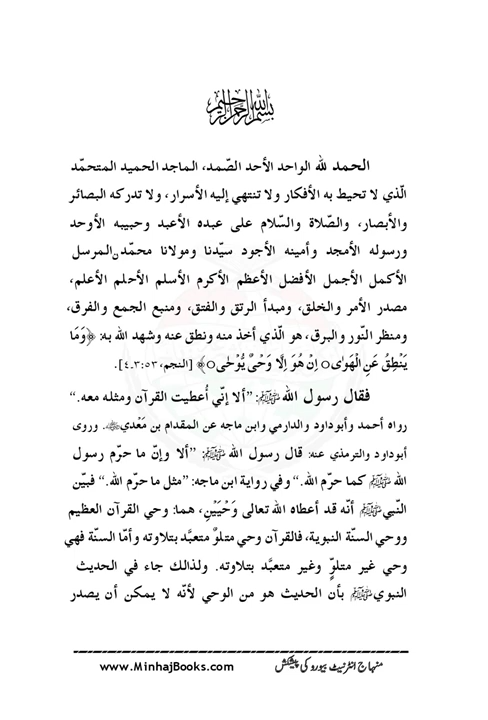 بسم الله الرحمن الرحيم
الحمد لله الواحد الأحد الصّمد، الماجد الحميد المتحمّد
الّذي لا تحيط به الأفكار ولا تنتهي إليه الأسرار، ولا تدركه البصائر
والأبصار، والصّلاة والسّلام على عبده الأعبد وحبيبه الأوحد
ورسوله الأمجد وأمينه الأجود سيّدنا ومولانا محمّدنِ المرسل
الأكمل الأجمل الأفضل الأعظم الأكرم الأسلم الأحلم الأعلم،
مصدر الأمر والخلق، ومبدأ الرتق والفتق، ومنبع الجمع والفرق،
ومنظر النّور والبرق، هو الّذي أخذ منه ونطق عنه وشهد الله به: ﴿وَمَا
يَنْطِقُ عَنِ الْهَوٰى○ اِنْ هُوَ اِلَّا وَحْىٌ يُّوْحٰى○﴾ [النجم، ٥٣:٣.٤].
فقال رسول الله ﷺ: ”ألا إنّي أُعطيت القرآن ومثله معه.“
رواه أحمد وأبوداود والدارمي وابن ماجه عن المقدام بن مَعْدي. وروى
أبوداود والترمذي عنه: قال رسول الله ﷺ: ”ألا وإنّ ما حرّم رسول
الله ﷺ كما حرّم الله.“ وفي رواية ابن ماجه: ”مثل ما حرّم الله.“ فبيّن
النّبي ﷺ أنّه قد أعطاه الله تعالى وَحْيَيْنِ، هما: وحي القرآن العظيم
ووحي السنّة النبوية، فالقرآن وحي متلوٌّ متعبَّد بتلاوته وأمّا السنّة فهي
وحي غير متلوٍّ وغير متعبَّد بتلاوته. ولذالك جاء في الحديث
النبوي ﷺ بأن الحديث هو من الوحي لأنّه لا يمكن أن يصدر
منہاج انٹرنیٹ بیورو کی پیشکش www.MinhajBooks.com